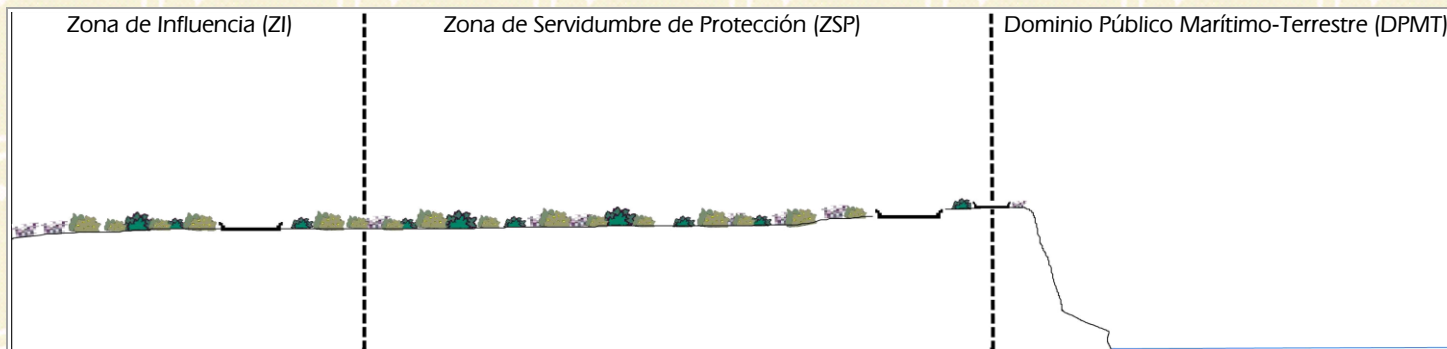 Zona de Influencia (ZI)
Zona de Servidumbre de Protección (ZSP)
Dominio Público Marítimo-Terrestre (DPMT)